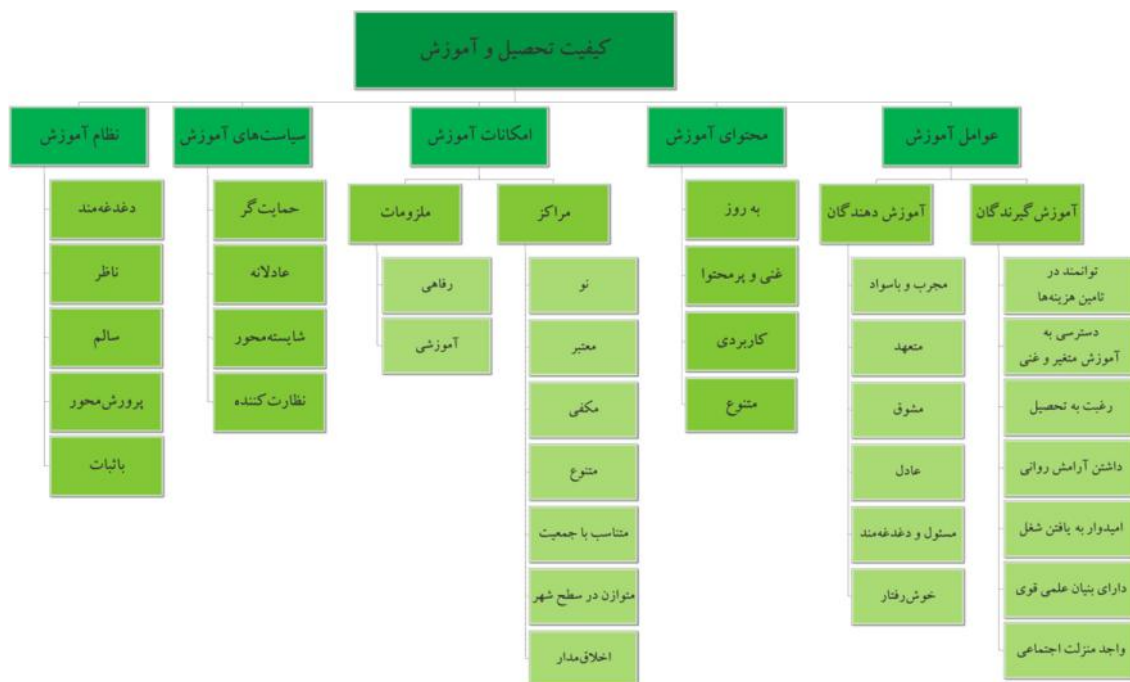 کیفیت تحصیل و آموزش
عوامل آموزش
محتوای آموزش
امکانات آموزش
سیاست‌های آموزش
نظام آموزش
آموزش‌گیرندگان
توانمند در
تامین هزینه‌ها
دسترسی به
آموزش متغیر و غنی
رغبت به تحصیل
داشتن آرامش روانی
امیدوار به یافتن شغل
دارای بنیان علمی قوی
واجد منزلت اجتماعی
آموزش دهندگان
مجرب و باسواد
متعهد
مشوق
عادل
مسئول و دغدغه‌مند
خوش‌رفتار
به روز
غنی و پرمحتوا
کاربردی
متنوع
مراکز
نو
معتبر
مکفی
متنوع
متناسب با جمعیت
متوازن در سطح شهر
اخلاق‌مدار
ملزومات
رفاهی
آموزشی
حمایت‌گر
عادلانه
شایسته‌محور
نظارت‌کننده
دغدغه‌مند
ناظر
سالم
پرورش‌محور
باثبات